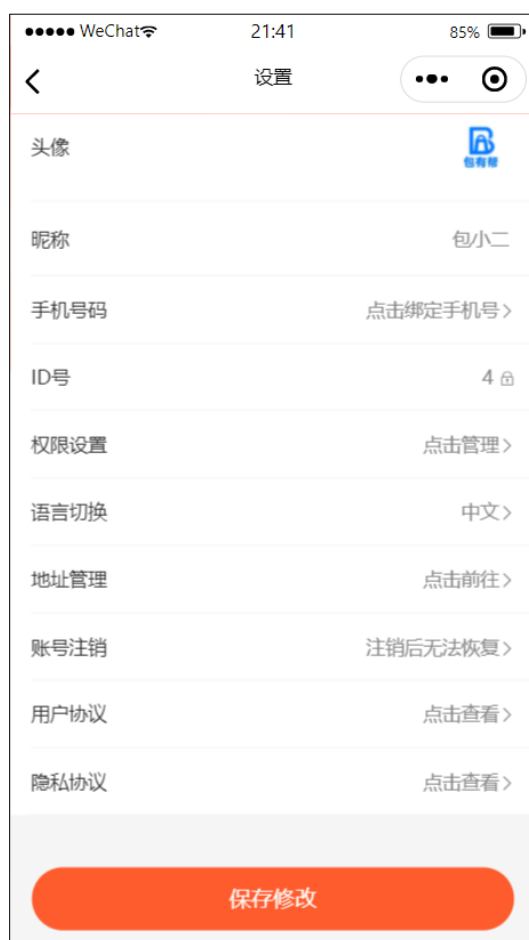 ●●●●● WeChat 21:41 85%
设置
头像
包有帮
昵称 包小二
手机号码 点击绑定手机号>
ID号 4
权限设置 点击管理>
语言切换 中文>
地址管理 点击前往>
账号注销 注销后无法恢复>
用户协议 点击查看>
隐私协议 点击查看>
保存修改